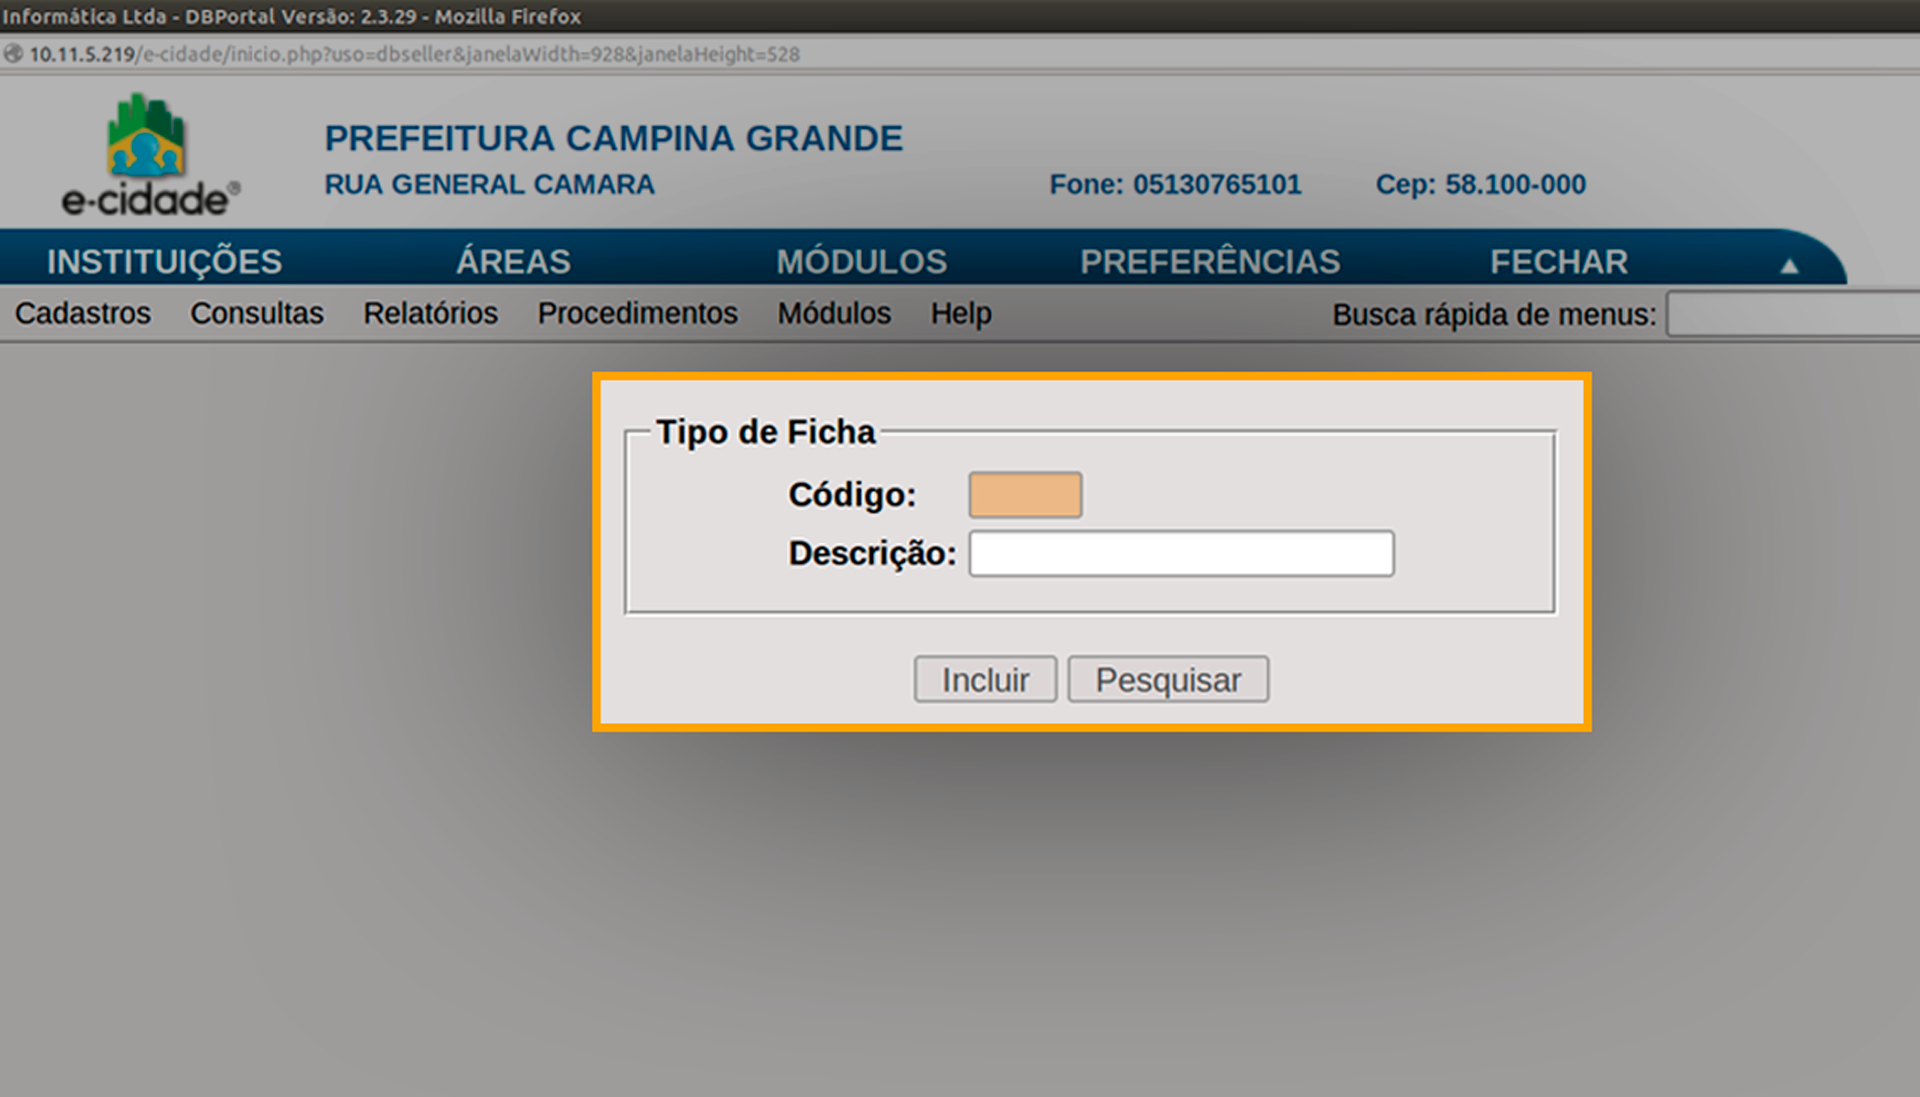 Informática Ltda - DBPortal Versão: 2.3.29 - Mozilla Firefox
10.11.5.219/e-cidade/inicio.php?uso=dbseller&janelaWidth=928&janelaHeight=528
e-cidade®
PREFEITURA CAMPINA GRANDE
RUA GENERAL CAMARA Fone: 05130765101 Cep: 58.100-000
INSTITUIÇÕES ÁREAS MÓDULOS PREFERÊNCIAS FECHAR
Cadastros Consultas Relatórios Procedimentos Módulos Help Busca rápida de menus:
Tipo de Ficha
Código:
Descrição:
Incluir Pesquisar